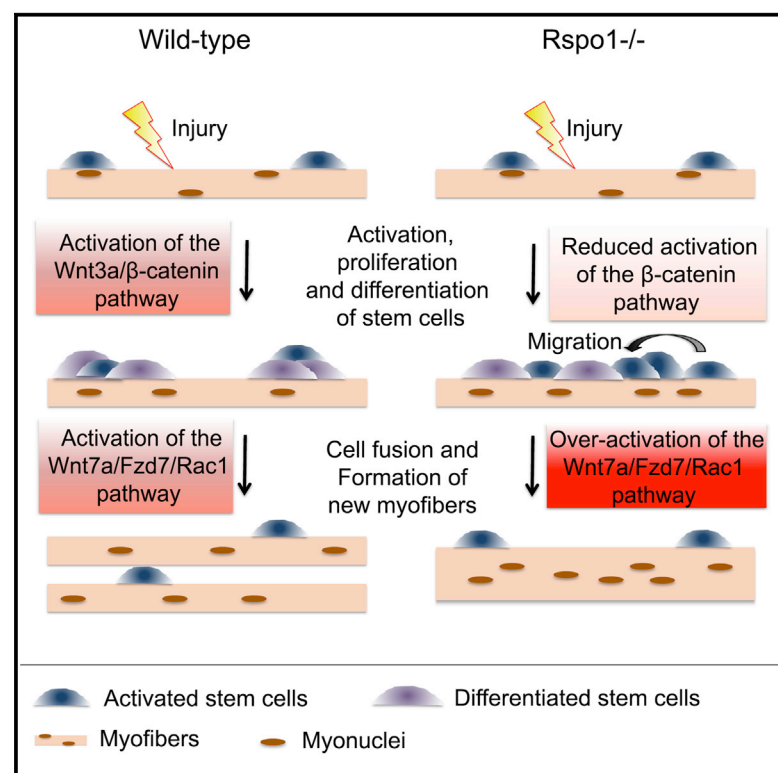 Wild-type
Rspo1-/-
Injury
Injury
Activation of the
Wnt3a/β-catenin
pathway
Activation,
proliferation
and differentiation
of stem cells
Reduced activation
of the β-catenin
pathway
Migration
Activation of the
Wnt7a/Fzd7/Rac1
pathway
Cell fusion and
Formation of
new myofibers
Over-activation of the
Wnt7a/Fzd7/Rac1
pathway
Activated stem cells
Differentiated stem cells
Myofibers
Myonuclei